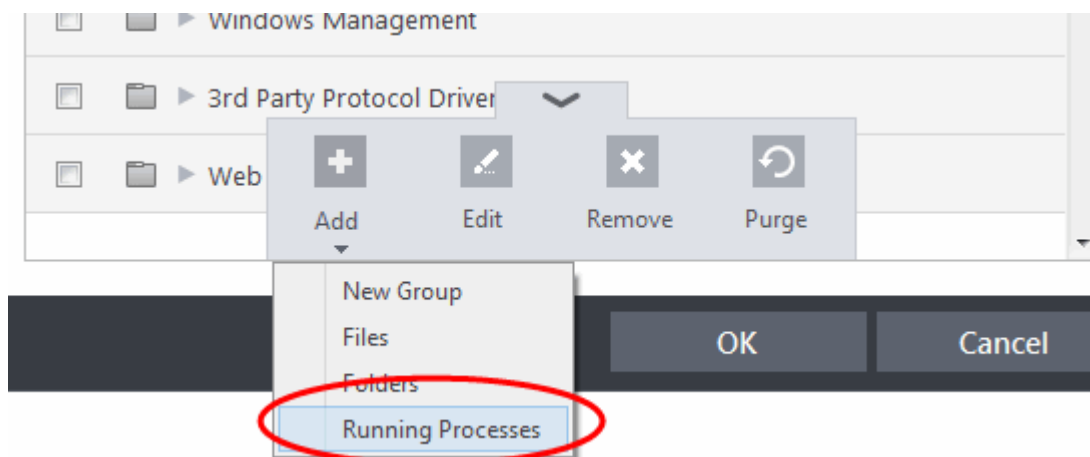 Windows Management
3rd Party Protocol Driver
Web
Add
Edit
Remove
Purge
New Group
Files
Folders
Running Processes
OK
Cancel